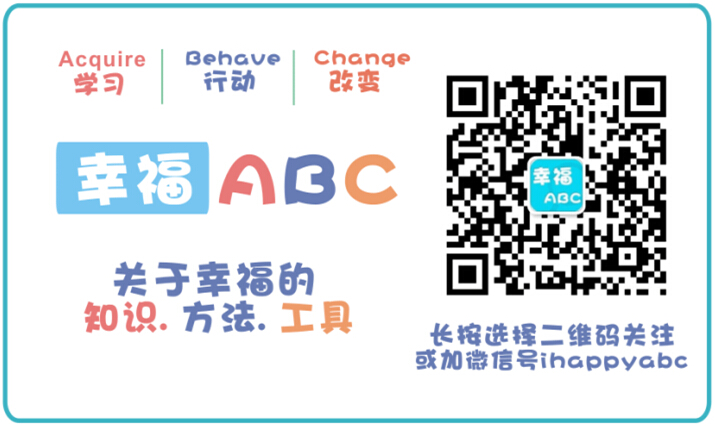 Acquire Behave Change
学习 行动 改变
幸福ABC
关于幸福的
知识.方法.工具
幸福
ABC
长按选择二维码关注
或加微信号ihappyabc